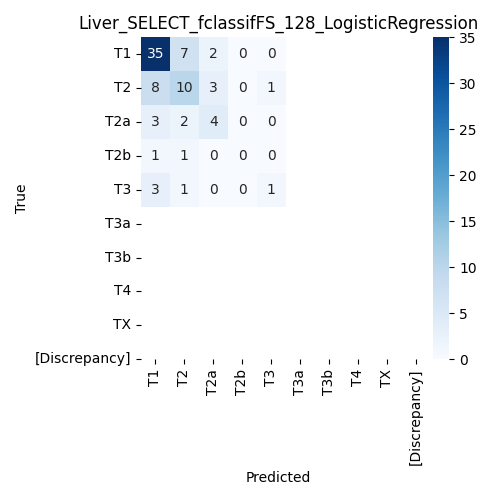 Liver_SELECT_fclassifFS_128_LogisticRegression
T1 35 7 2 0 0
T2 8 10 3 0 1
T2a 3 2 4 0 0
T2b 1 1 0 0 0
T3 3 1 0 0 1
T3a
T3b
T4
TX
[Discrepancy]
True
T1 T2 T2a T2b T3 T3a T3b T4 TX [Discrepancy]
Predicted
35
30
25
20
15
10
5
0